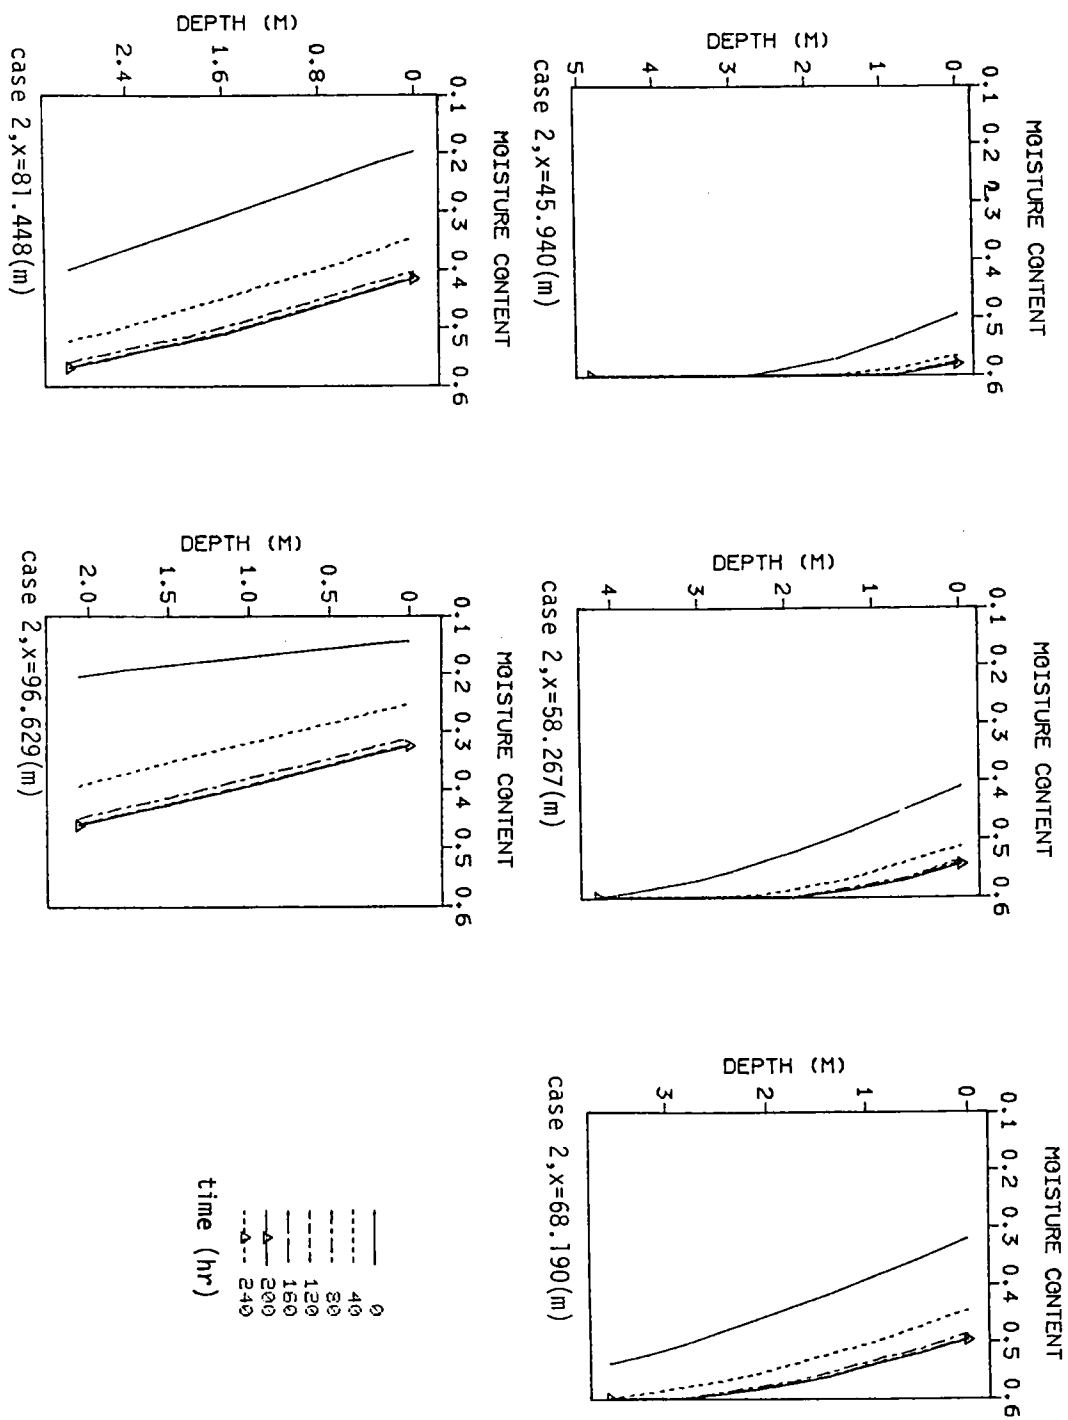 MOISTURE CONTENT
0.1 0.2 0.3 0.4 0.5 0.6
DEPTH (M)
0
1
2
3
4
5
case 2,x=45.940(m)
MOISTURE CONTENT
0.1 0.2 0.3 0.4 0.5 0.6
DEPTH (M)
0
1
2
3
4
case 2,x=58.267(m)
MOISTURE CONTENT
0.1 0.2 0.3 0.4 0.5 0.6
DEPTH (M)
0
1
2
3
case 2,x=68.190(m)
MOISTURE CONTENT
0.1 0.2 0.3 0.4 0.5 0.6
DEPTH (M)
0
0.8
1.6
2.4
case 2,x=81.448(m)
MOISTURE CONTENT
0.1 0.2 0.3 0.4 0.5 0.6
DEPTH (M)
0
0.5
1.0
1.5
2.0
case 2,x=96.629(m)
0
40
80
120
160
200
240
time (hr)